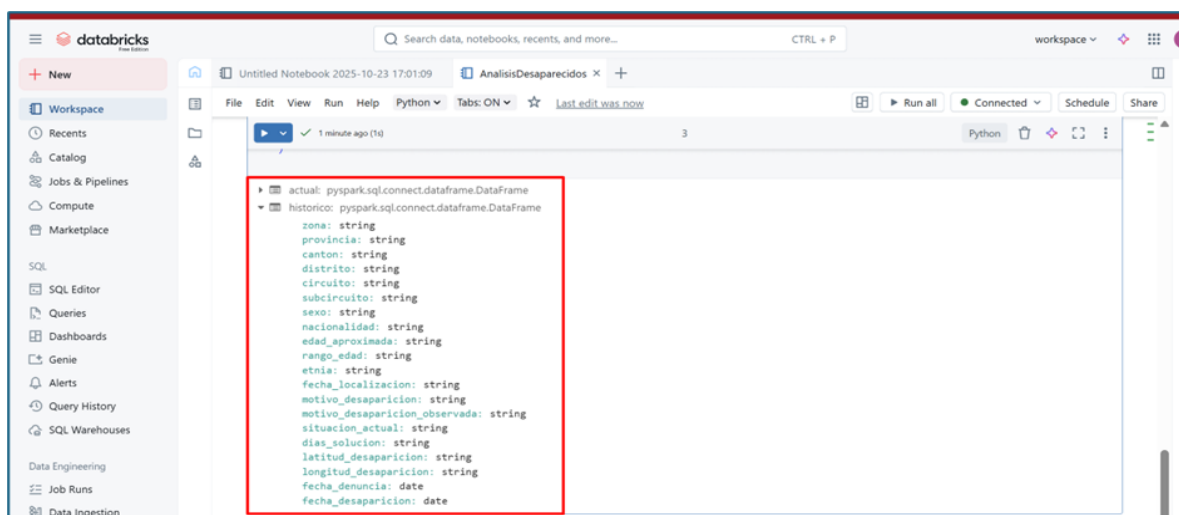 databricks
Free Edition
Search data, notebooks, recents, and more...
CTRL + P
workspace
New
Workspace
Recents
Catalog
Jobs & Pipelines
Compute
Marketplace
SQL
SQL Editor
Queries
Dashboards
Genie
Alerts
Query History
SQL Warehouses
Data Engineering
Job Runs
Data Ingestion
Untitled Notebook 2025-10-23 17:01:09
AnalisisDesaparecidos
File Edit View Run Help Python Tabs: ON Last edit was now
Run all
Connected
Schedule
Share
1 minute ago (1s)
3
Python
)
actual: pyspark.sql.connect.dataframe.DataFrame
historico: pyspark.sql.connect.dataframe.DataFrame
zona: string
provincia: string
canton: string
distrito: string
circuito: string
subcircuito: string
sexo: string
nacionalidad: string
edad_aproximada: string
rango_edad: string
etnia: string
fecha_localizacion: string
motivo_desaparicion: string
motivo_desaparicion_observada: string
situacion_actual: string
dias_solucion: string
latitud_desaparicion: string
longitud_desaparicion: string
fecha_denuncia: date
fecha_desaparicion: date